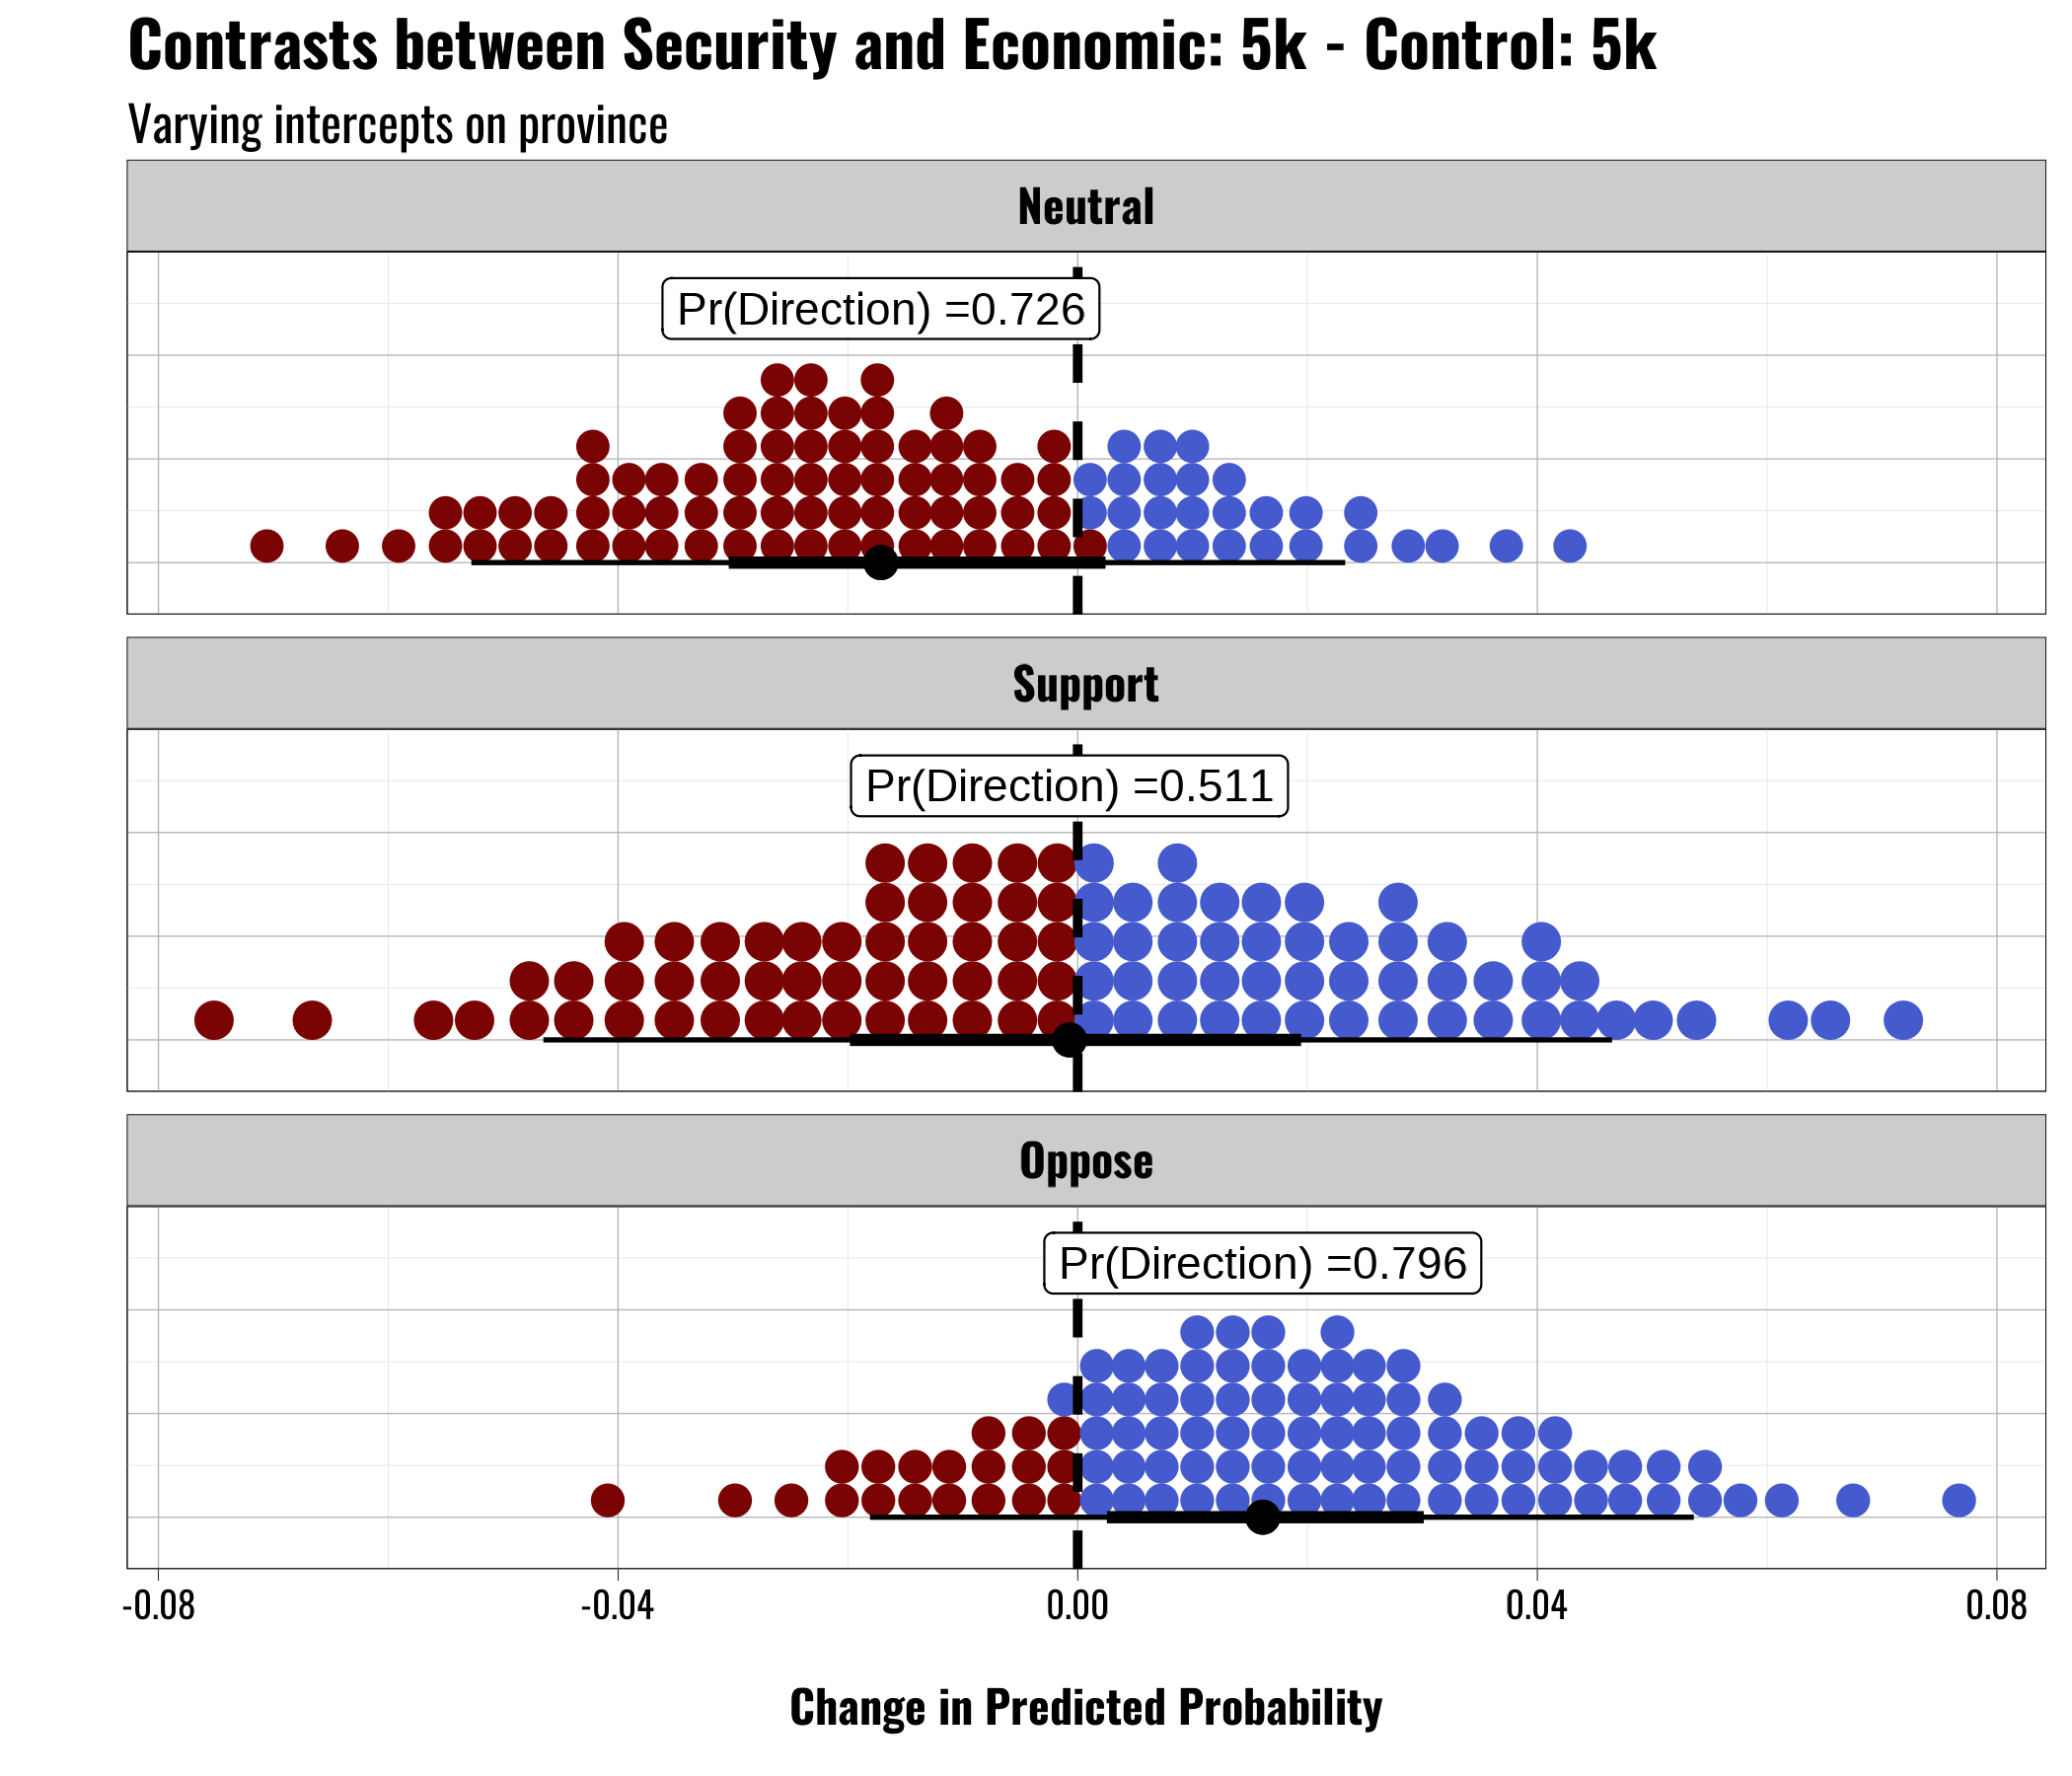 Contrasts between Security and Economic: 5k - Control: 5k
Varying intercepts on province
Neutral
Pr(Direction) =0.726
Support
Pr(Direction) =0.511
Oppose
Pr(Direction) =0.796
-0.08 -0.04 0.00 0.04 0.08
Change in Predicted Probability